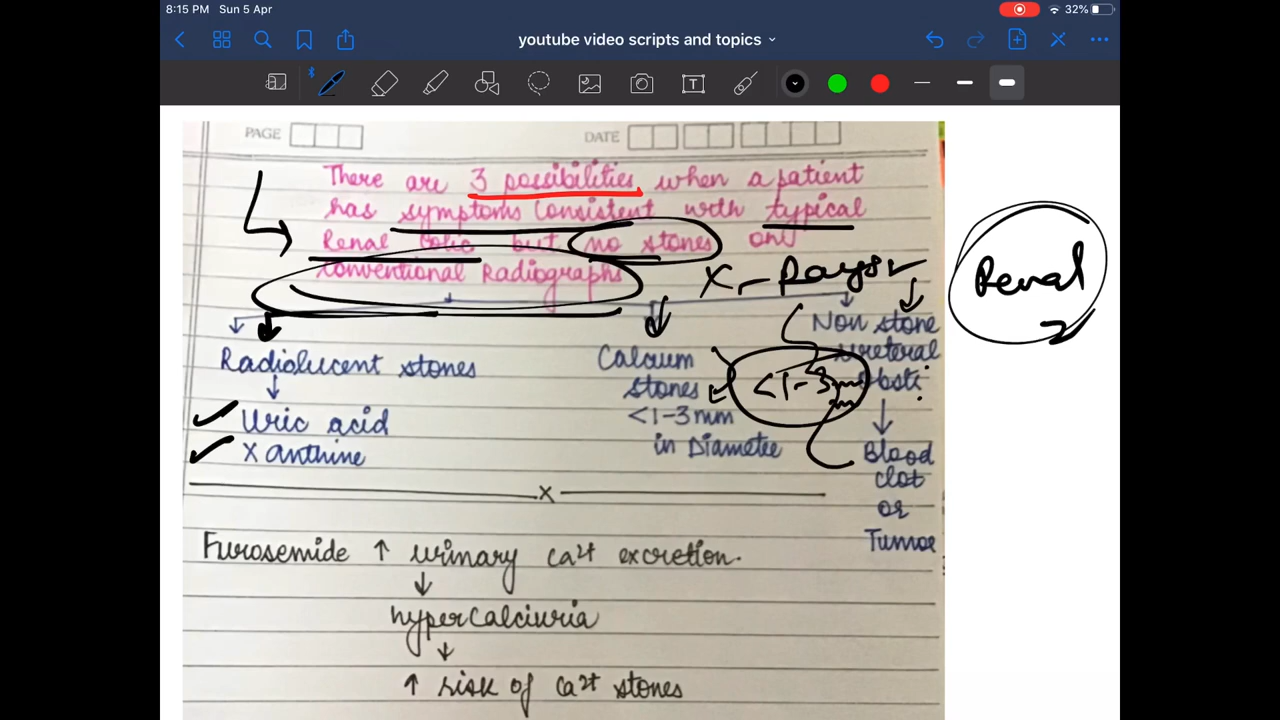 8:15 PM Sun 5 Apr
32%
youtube video scripts and topics
PAGE
DATE
There are 3 possibilities when a patient
has symptoms consistent with typical
Renal colic but no stones on
conventional Radiographs
X-Rays
Renal
Radiolucent stones
Uric acid
Xanthine
Calcium
stones
<1-3 mm
in Diameter
<1-3mm
Non stone
ureteral
obst:
Blood
clot
or
Tumor
X
Furosemide ↑ urinary ca2+ excretion.
↓
hypercalciuria
↓
↑ risk of ca2+ stones